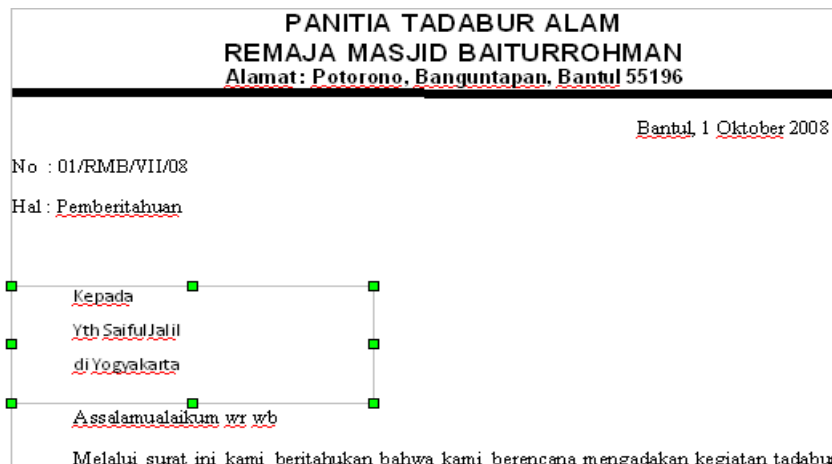 PANITIA TADABUR ALAM
REMAJA MASJID BAITURROHMAN
Alamat : Potorono, Banguntapan, Bantul 55196
Bantul, 1 Oktober 2008
No : 01/RMB/VII/08
Hal : Pemberitahuan
Kepada
Yth Saiful Jalil
di Yogyakarta
Assalamualaikum wr wb
Melalui surat ini kami beritahukan bahwa kami berencana mengadakan kegiatan tadabur